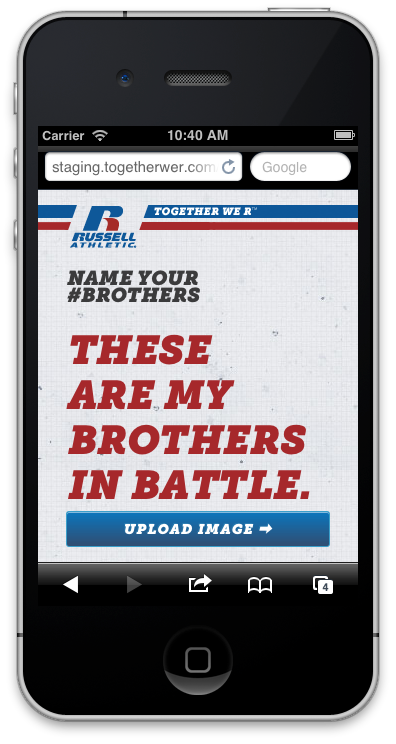 Carrier 10:40 AM
staging.togetherwer.com Google
TOGETHER WE R™
R
RUSSELL
ATHLETIC.
NAME YOUR
#BROTHERS
THESE
ARE MY
BROTHERS
IN BATTLE.
UPLOAD IMAGE ➡
4